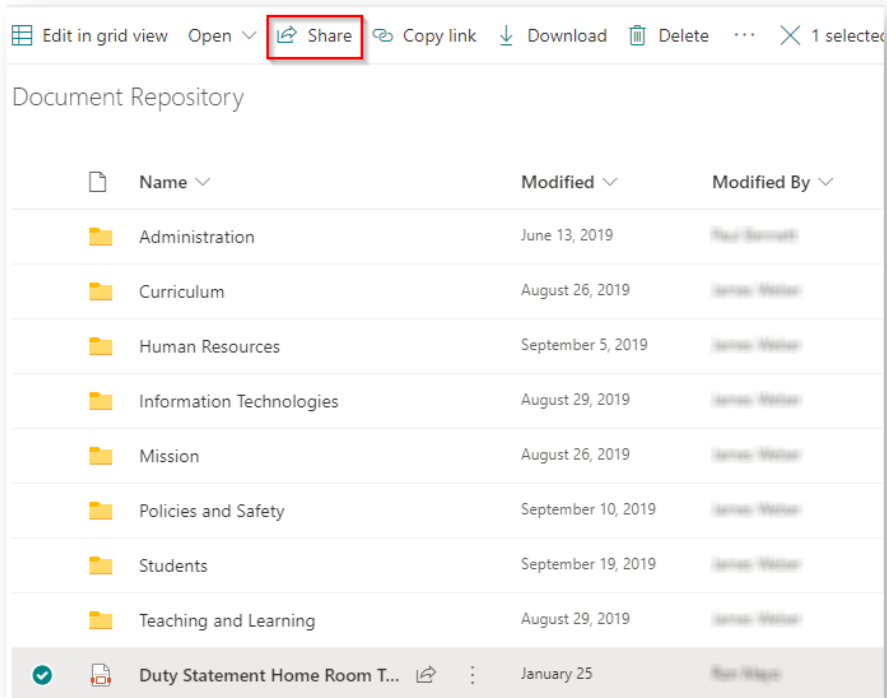 Edit in grid view Open Share Copy link Download Delete ... 1 selected
Document Repository
Name Modified Modified By
Administration June 13, 2019
Curriculum August 26, 2019
Human Resources September 5, 2019
Information Technologies August 29, 2019
Mission August 26, 2019
Policies and Safety September 10, 2019
Students September 19, 2019
Teaching and Learning August 29, 2019
Duty Statement Home Room T... January 25